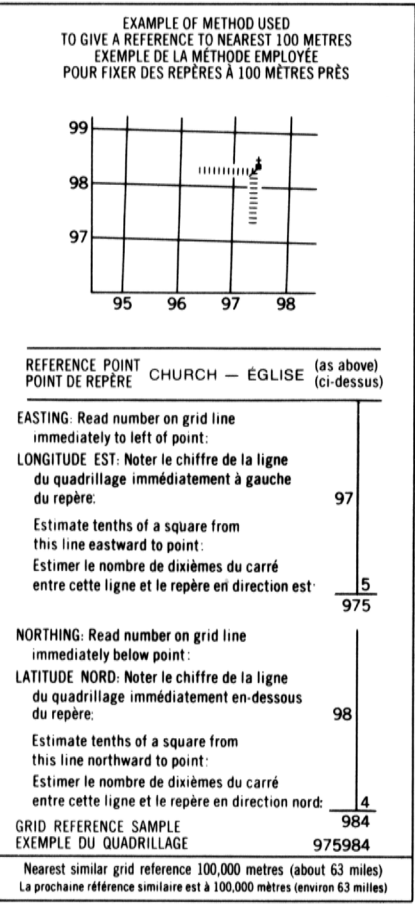 EXAMPLE OF METHOD USED
TO GIVE A REFERENCE TO NEAREST 100 METRES
EXEMPLE DE LA MÉTHODE EMPLOYÉE
POUR FIXER DES REPÈRES À 100 MÈTRES PRÈS
99
98
97
95 96 97 98
REFERENCE POINT
POINT DE REPÈRE
CHURCH – ÉGLISE
(as above)
(ci-dessus)
EASTING: Read number on grid line
immediately to left of point:
LONGITUDE EST: Noter le chiffre de la ligne
du quadrillage immédiatement à gauche
du repère: 97
Estimate tenths of a square from
this line eastward to point:
Estimer le nombre de dixièmes du carré
entre cette ligne et le repère en direction est: 5
975
NORTHING: Read number on grid line
immediately below point:
LATITUDE NORD: Noter le chiffre de la ligne
du quadrillage immédiatement en-dessous
du repère: 98
Estimate tenths of a square from
this line northward to point:
Estimer le nombre de dixièmes du carré
entre cette ligne et le repère en direction nord: 4
984
GRID REFERENCE SAMPLE
EXEMPLE DU QUADRILLAGE 975984
Nearest similar grid reference 100,000 metres (about 63 miles)
La prochaine référence similaire est à 100,000 mètres (environ 63 milles)